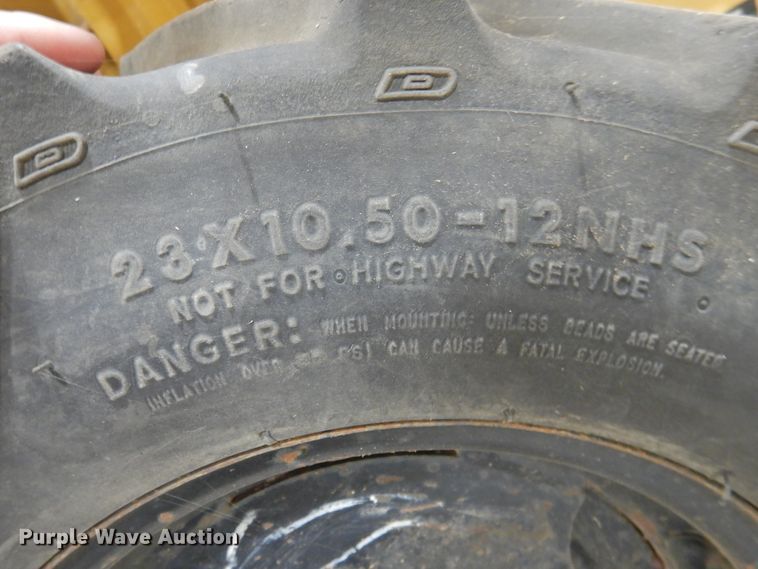 23X10.50-12NHS
NOT FOR HIGHWAY SERVICE
DANGER: WHEN MOUNTING: UNLESS BEADS ARE SEATED
INFLATION OVER PSI CAN CAUSE A FATAL EXPLOSION.
Purple Wave Auction